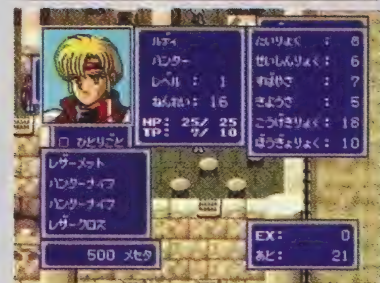 ルディ
ハンター
レベル : 1
ねんれい : 16
HP: 25/ 25
TP: / 10
たいりょく : 8
せいしんりょく : 6
すばやさ : 7
きようさ : 5
こうげきりょく : 18
ぼうぎょりょく : 10
ひとりごと
レザーメット
ハンターナイフ
ハンターナイフ
レザークロス
500 メセタ
EX: 0
あと: 21